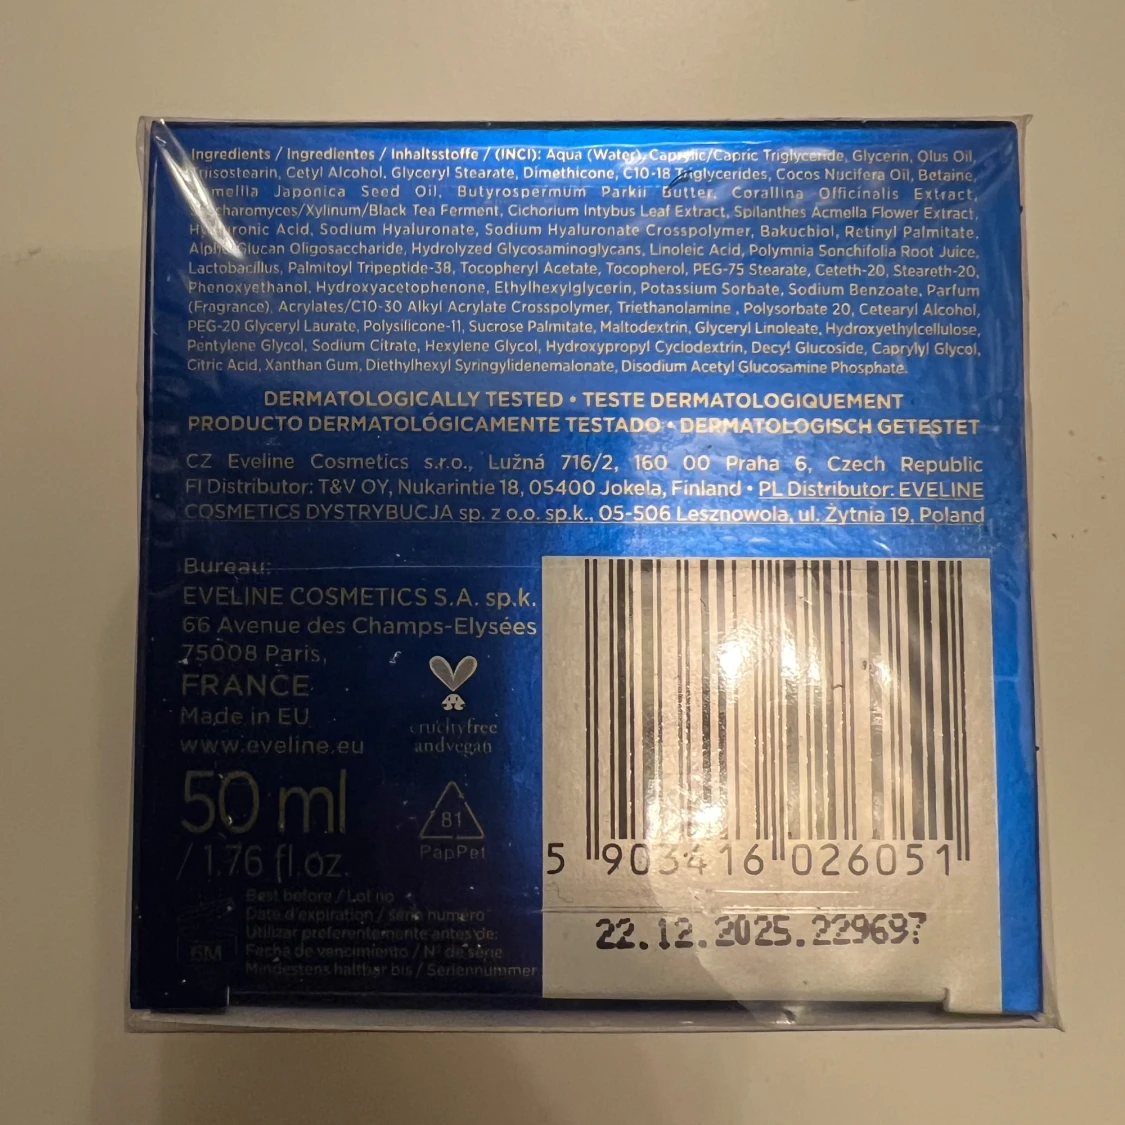 Ingredients / Ingredientes / Inhaltsstoffe / (INCI): Aqua (Water), Caprylic/Capric Triglyceride, Glycerin, Olus Oil,
Triisostearin, Cetyl Alcohol, Glyceryl Stearate, Dimethicone, C10-18 Triglycerides, Cocos Nucifera Oil, Betaine,
Camellia Japonica Seed Oil, Butyrospermum Parkii Butter, Corallina Officinalis Extract,
Saccharomyces/Xylinum/Black Tea Ferment, Cichorium Intybus Leaf Extract, Spilanthes Acmella Flower Extract,
Hyaluronic Acid, Sodium Hyaluronate, Sodium Hyaluronate Crosspolymer, Bakuchiol, Retinyl Palmitate,
Alpha-Glucan Oligosaccharide, Hydrolyzed Glycosaminoglycans, Linoleic Acid, Polymnia Sonchifolia Root Juice,
Lactobacillus, Palmitoyl Tripeptide-38, Tocopheryl Acetate, Tocopherol, PEG-75 Stearate, Ceteth-20, Steareth-20,
Phenoxyethanol, Hydroxyacetophenone, Ethylhexylglycerin, Potassium Sorbate, Sodium Benzoate, Parfum
(Fragrance), Acrylates/C10-30 Alkyl Acrylate Crosspolymer, Triethanolamine , Polysorbate 20, Cetearyl Alcohol,
PEG-20 Glyceryl Laurate, Polysilicone-11, Sucrose Palmitate, Maltodextrin, Glyceryl Linoleate, Hydroxyethylcellulose,
Pentylene Glycol, Sodium Citrate, Hexylene Glycol, Hydroxypropyl Cyclodextrin, Decyl Glucoside, Caprylyl Glycol,
Citric Acid, Xanthan Gum, Diethylhexyl Syringylidenemalonate, Disodium Acetyl Glucosamine Phosphate.
DERMATOLOGICALLY TESTED • TESTE DERMATOLOGIQUEMENT
PRODUCTO DERMATOLÓGICAMENTE TESTADO • DERMATOLOGISCH GETESTET
CZ Eveline Cosmetics s.r.o., Lužná 716/2, 160 00 Praha 6, Czech Republic
FI Distributor: T&V OY, Nukarintie 18, 05400 Jokela, Finland • PL Distributor: EVELINE
COSMETICS DYSTRYBUCJA sp. z o.o. sp.k., 05-506 Lesznowola, ul. Żytnia 19, Poland
Bureau:
EVELINE COSMETICS S.A. sp.k.
66 Avenue des Champs-Elysées
75008 Paris,
FRANCE
Made in EU
www.eveline.eu
crueltyfree
andvegan
50 ml
/ 1.76 fl.oz.
81
PapPet
6M
Best before / Lot no
Date d'expiration / série numéro
Utilizar preferentemente antes de:
Fecha de vencimiento / N° de série
Mindestens haltbar bis / Seriennummer
5 903416 026051
22.12.2025.229697